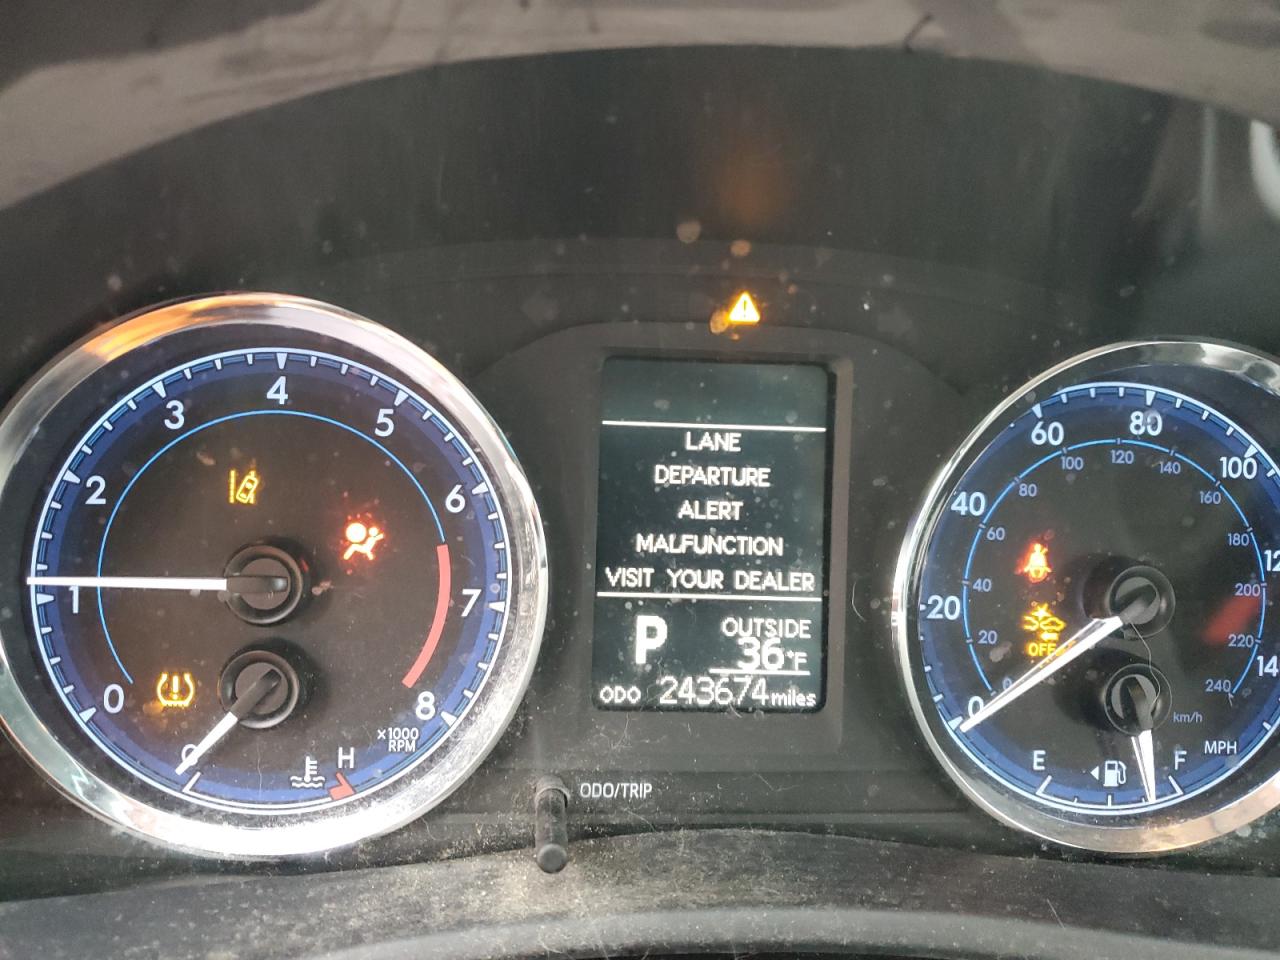 LANE
DEPARTURE
ALERT
MALFUNCTION
VISIT YOUR DEALER
P OUTSIDE
36°F
ODO 243674 miles
ODO/TRIP
0 1 2 3 4 5 6 7 8
x1000
RPM
C H
0 20 40 60 80 100
0 20 40 60 80 100 120 140 160 180 200 220 240
km/h
MPH
E F
OFF